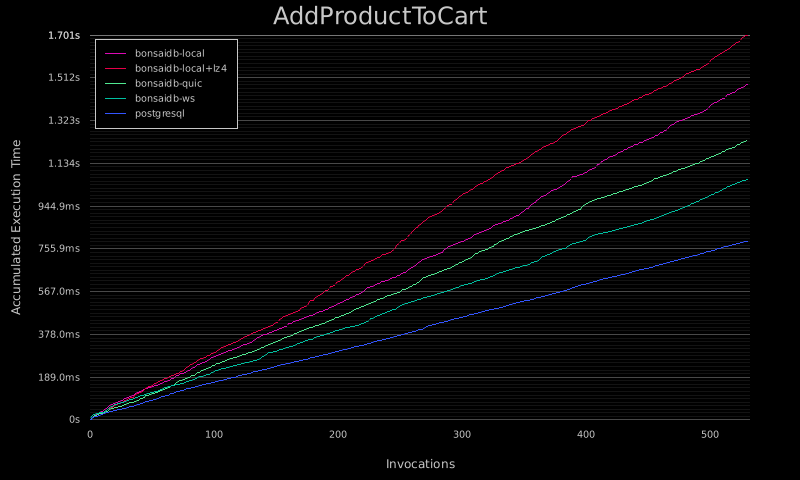 AddProductToCart
1.701s
1.512s
1.323s
1.134s
944.9ms
755.9ms
567.0ms
378.0ms
189.0ms
0s
Accumulated Execution Time
bonsaidb-local
bonsaidb-local+lz4
bonsaidb-quic
bonsaidb-ws
postgresql
0 100 200 300 400 500
Invocations